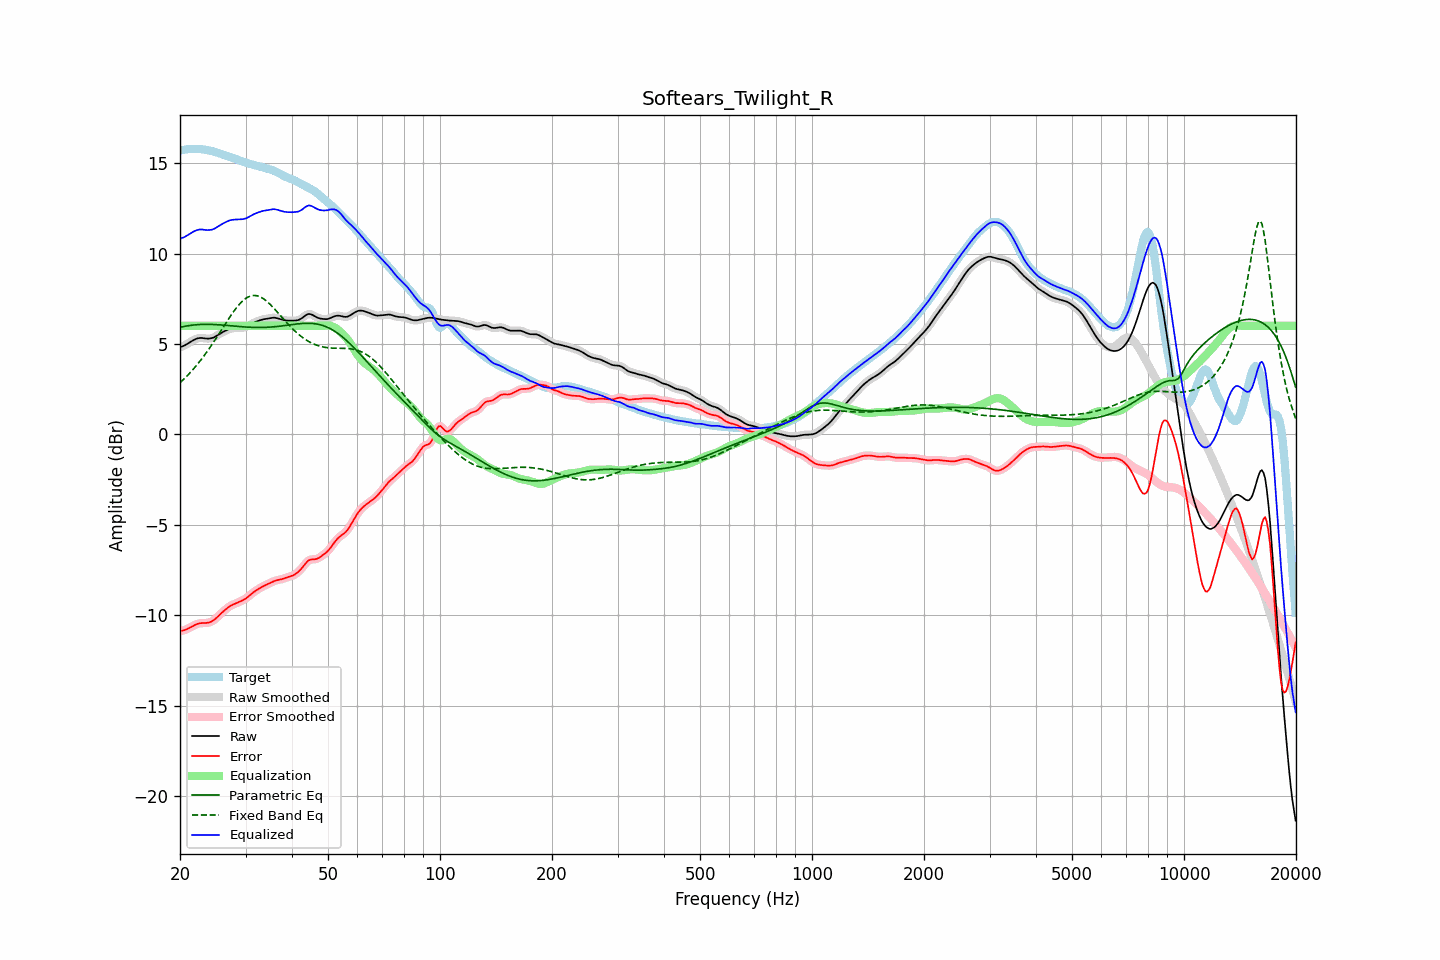 Softears_Twilight_R
Amplitude (dBr)
15
10
5
0
−5
−10
−15
−20
Target
Raw Smoothed
Error Smoothed
Raw
Error
Equalization
Parametric Eq
Fixed Band Eq
Equalized
20 50 100 200 500 1000 2000 5000 10000 20000
Frequency (Hz)